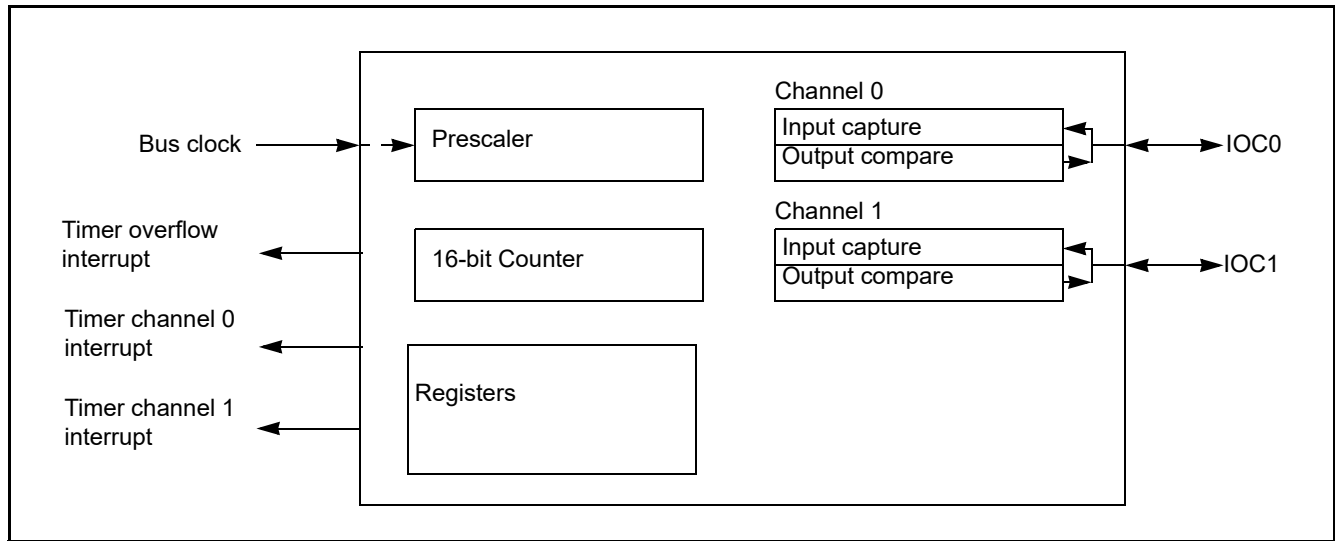 Channel 0
Bus clock
Prescaler
Input capture
Output compare
IOC0
Timer overflow
interrupt
16-bit Counter
Channel 1
Input capture
Output compare
IOC1
Timer channel 0
interrupt
Registers
Timer channel 1
interrupt